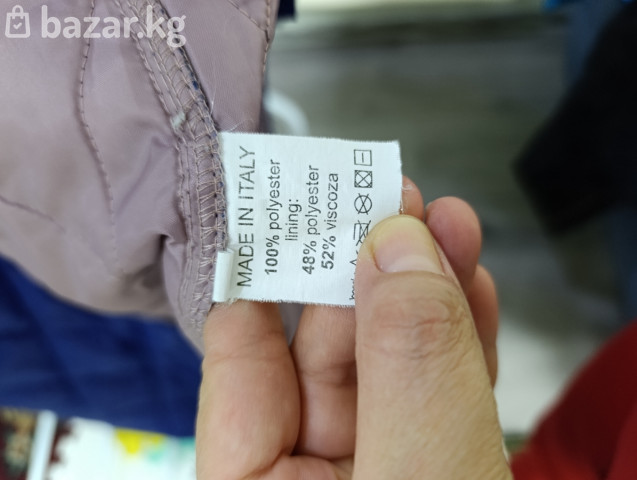 bazar.kg
MADE IN ITALY
100% polyester
lining:
48% polyester
52% viscoza